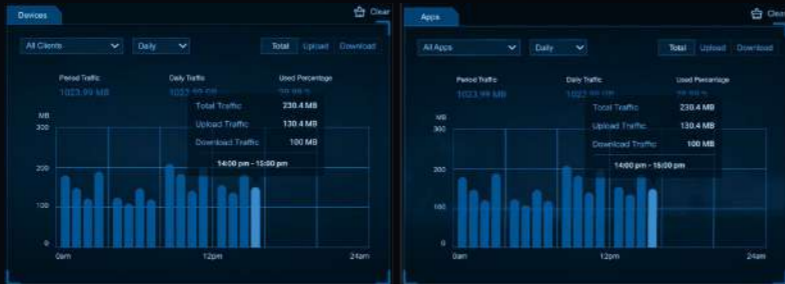 Devices
Clear
All Clients
Daily
Total
Upload
Download
Period Traffic
Daily Traffic
Used Percentage
1023.99 MB
Total Traffic 230.4 MB
Upload Traffic 130.4 MB
Download Traffic 100 MB
14:00 pm - 15:00 pm
MB
300
200
100
0
0am
12pm
24am
Apps
Clear
All Apps
Daily
Total
Upload
Download
Period Traffic
Daily Traffic
Used Percentage
1023.99 MB
Total Traffic 230.4 MB
Upload Traffic 130.4 MB
Download Traffic 100 MB
14:00 pm - 15:00 pm
MB
300
200
100
0
0am
12pm
24am